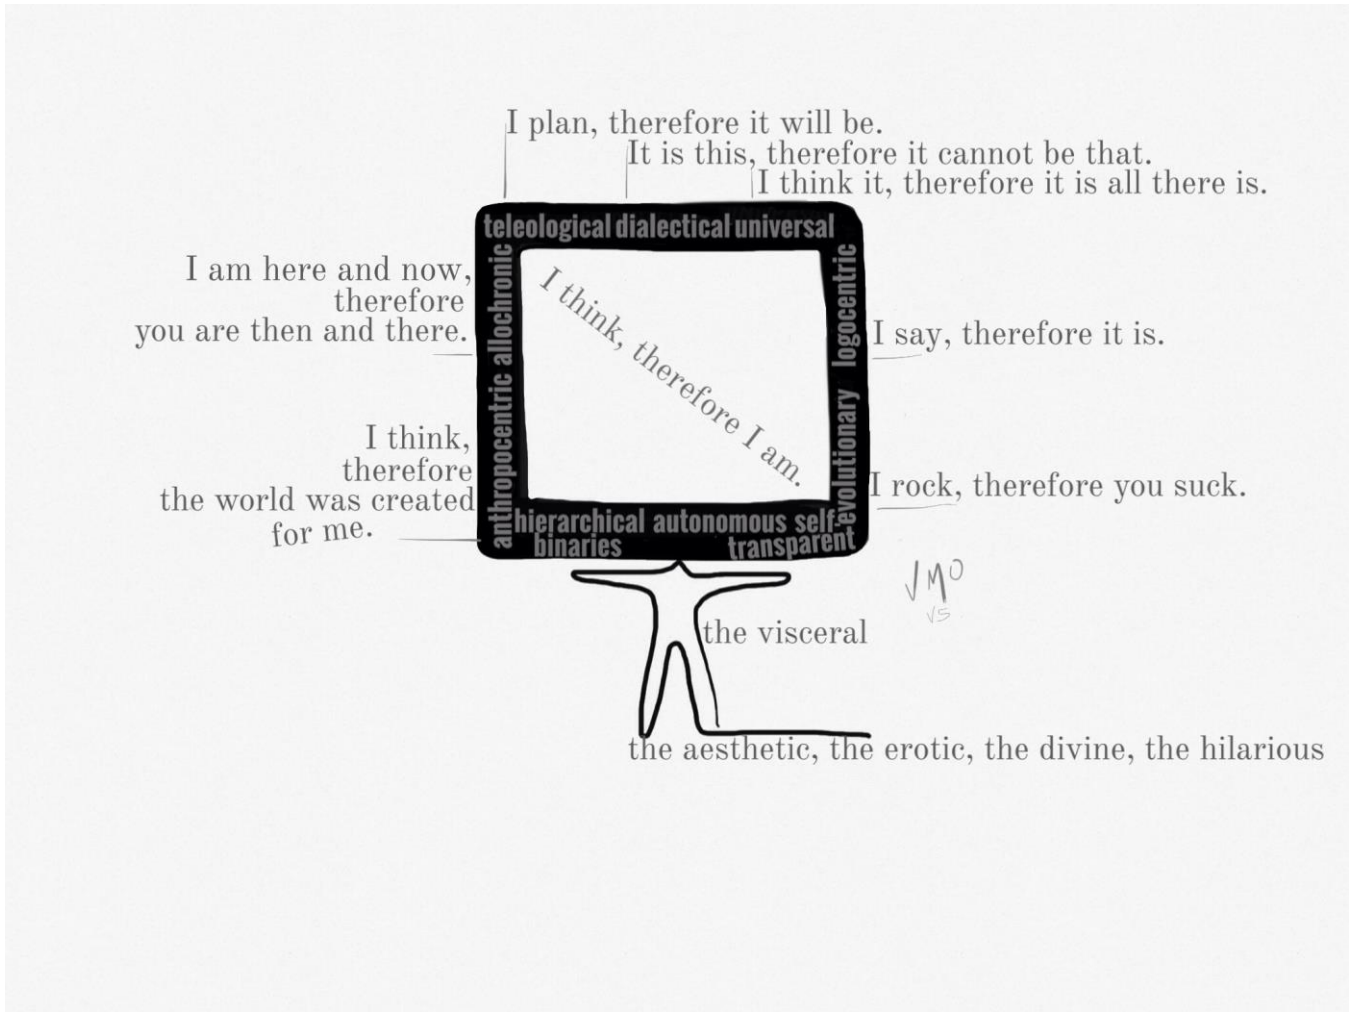 I plan, therefore it will be.
It is this, therefore it cannot be that.
I think it, therefore it is all there is.
teleological dialectical universal
I am here and now,
therefore
you are then and there.
allochronic
logocentric
I think, therefore I am.
I say, therefore it is.
I think,
therefore
the world was created
for me.
anthropocentric
evolutionary
I rock, therefore you suck.
hierarchical autonomous self-
binaries transparent
the visceral
the aesthetic, the erotic, the divine, the hilarious